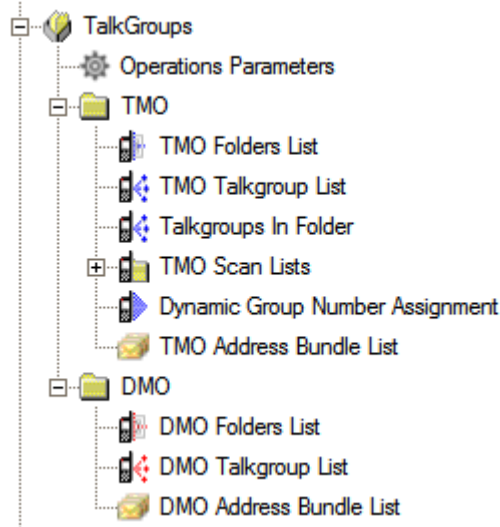 TalkGroups
Operations Parameters
TMO
TMO Folders List
TMO Talkgroup List
Talkgroups In Folder
TMO Scan Lists
Dynamic Group Number Assignment
TMO Address Bundle List
DMO
DMO Folders List
DMO Talkgroup List
DMO Address Bundle List